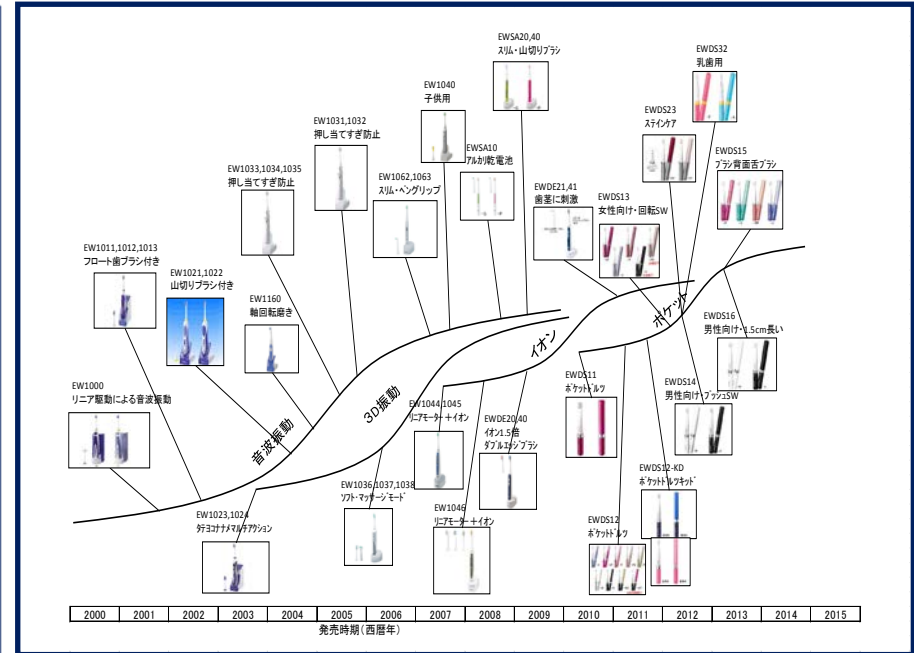 EWSA20,40
スリム・山切りブラシ
EWDS32
乳歯用
EW1040
子供用
EWDS23
ステインケア
EW1031,1032
押し当てすぎ防止
EWSA10
アルカリ乾電池
EWDS15
ブラシ背面舌ブラシ
EW1033,1034,1035
押し当てすぎ防止
EW1062,1063
スリム・ペングリップ
EWDE21,41
歯茎に刺激
EWDS13
女性向け・回転SW
EW1011,1012,1013
フロート歯ブラシ付き
EW1021,1022
山切りブラシ付き
EW1160
軸回転磨き
EW1000
リニア駆動による音波振動
音波振動
3D振動
イオン
ポケット
EWDS16
男性向け・1.5cm長い
EWDS11
ポケットドルツ
EWDS14
男性向け・プッシュSW
EW1044,1045
リニアモーター+イオン
EWDE20,40
イオン1.5倍
ダブルエッジブラシ
EW1036,1037,1038
ソフト・マッサージモード
EWDS12-KD
ポケットドルツキッド
EW1023,1024
タテヨコナナメマルチアクション
EW1046
リニアモーター+イオン
EWDS12
ポケットドルツ
2000 2001 2002 2003 2004 2005 2006 2007 2008 2009 2010 2011 2012 2013 2014 2015
発売時期(西暦年)